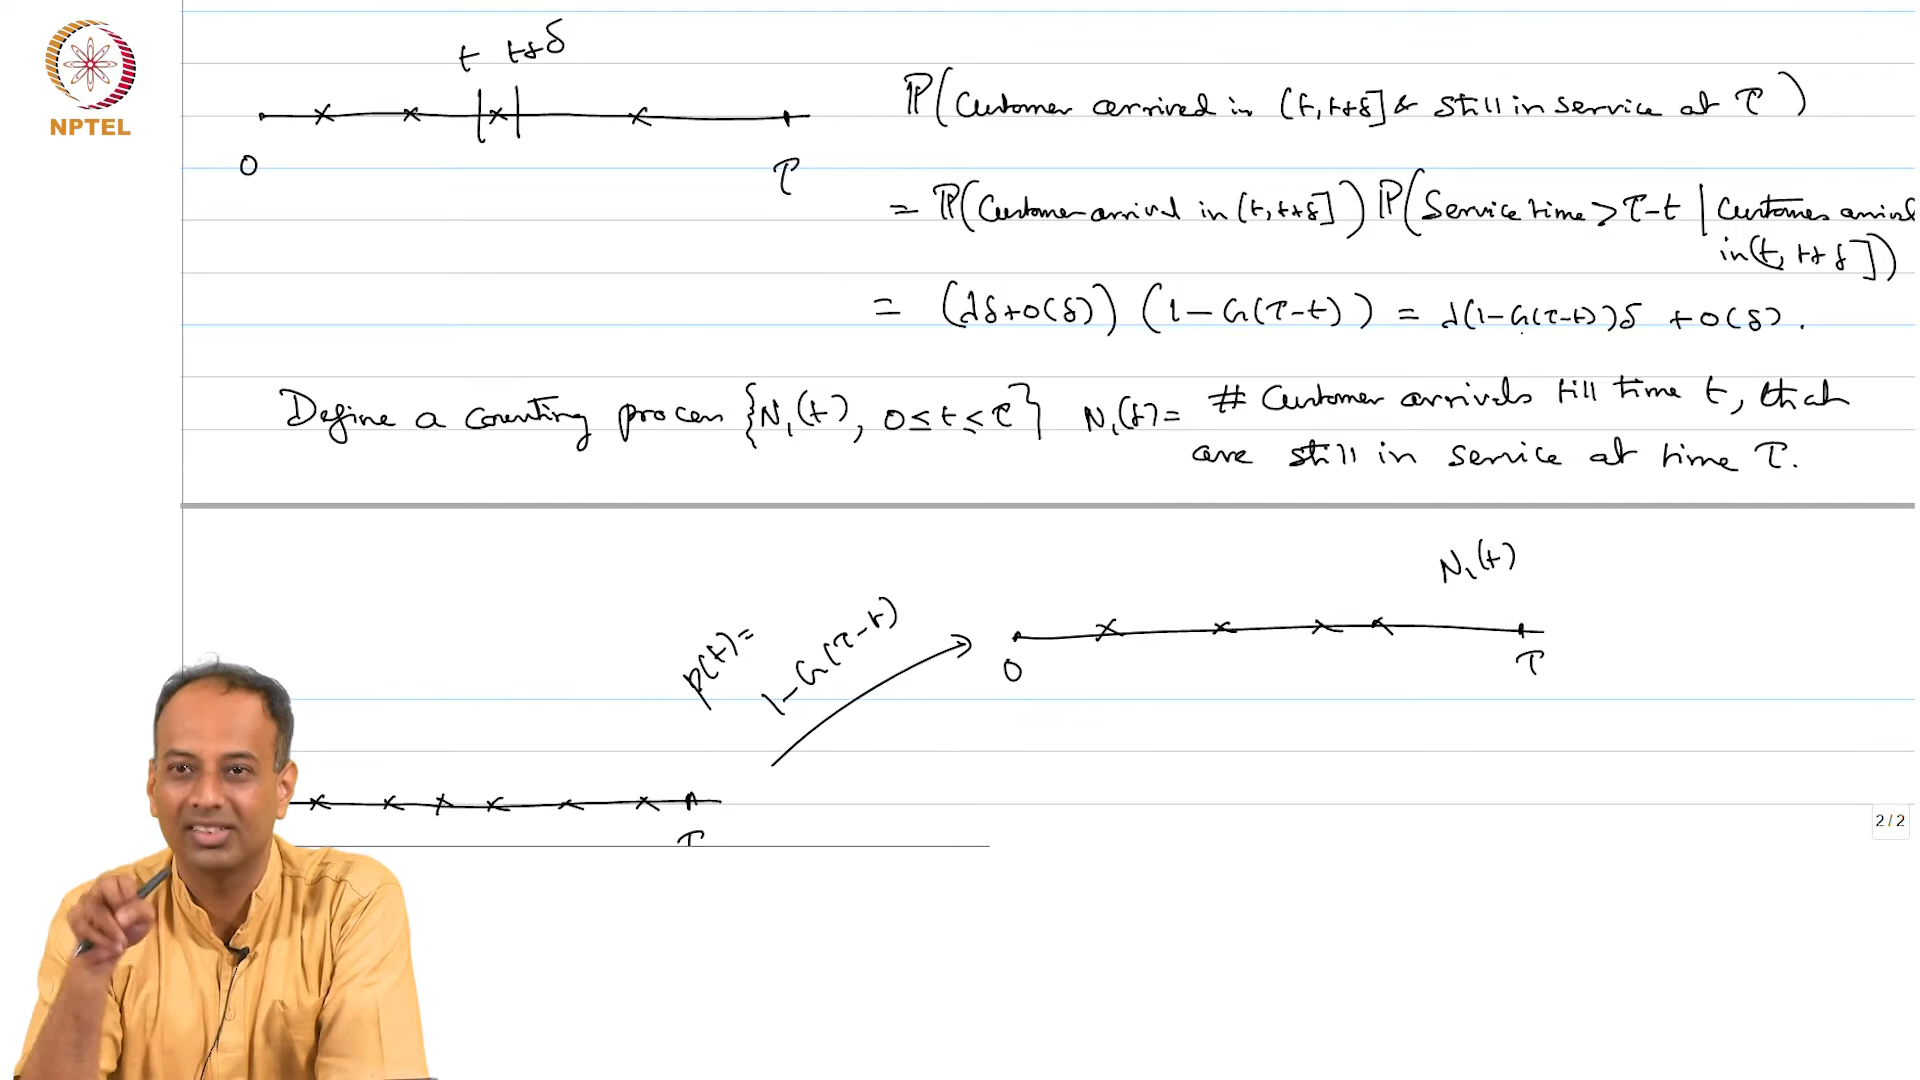 NPTEL
t t+δ
0 τ
ℙ(Customer arrived in (t, t+δ] & still in service at τ)
= ℙ(Customer arrival in (t, t+δ]) ℙ(Service time > τ-t | Customer arrival in (t, t+δ])
= (λδ+o(δ)) (1-G(τ-t)) = λ(1-G(τ-t))δ + o(δ).
Define a counting process {N₁(t), 0≤t≤τ} N₁(t) = # Customer arrivals till time t, that
are still in service at time τ.
N₁(t)
p(t)=
1-G(τ-t)
0 τ
τ
2 / 2